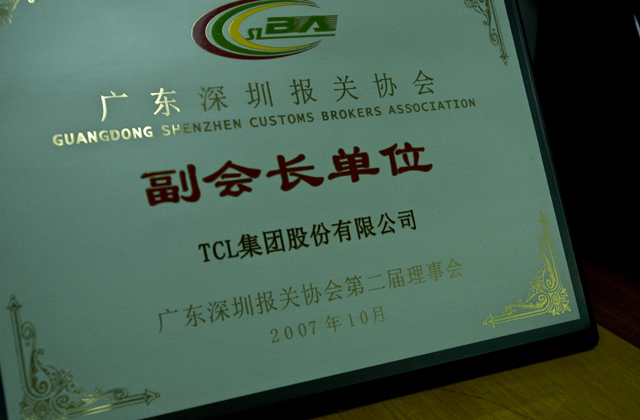 SZBA
广东深圳报关协会
GUANGDONG SHENZHEN CUSTOMS BROKERS ASSOCIATION
副会长单位
TCL集团股份有限公司
广东深圳报关协会第二届理事会
2007年10月